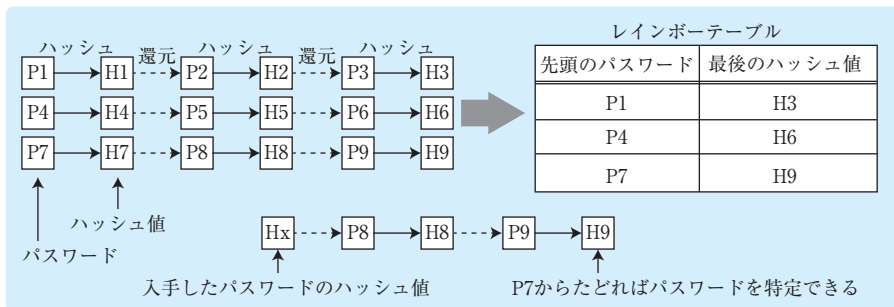 ハッシュ 還元 ハッシュ 還元 ハッシュ
P1 H1 P2 H2 P3 H3
P4 H4 P5 H5 P6 H6
P7 H7 P8 H8 P9 H9
ハッシュ値
パスワード
レインボーテーブル
先頭のパスワード 最後のハッシュ値
P1 H3
P4 H6
P7 H9
Hx P8 H8 P9 H9
入手したパスワードのハッシュ値 P7からたどればパスワードを特定できる